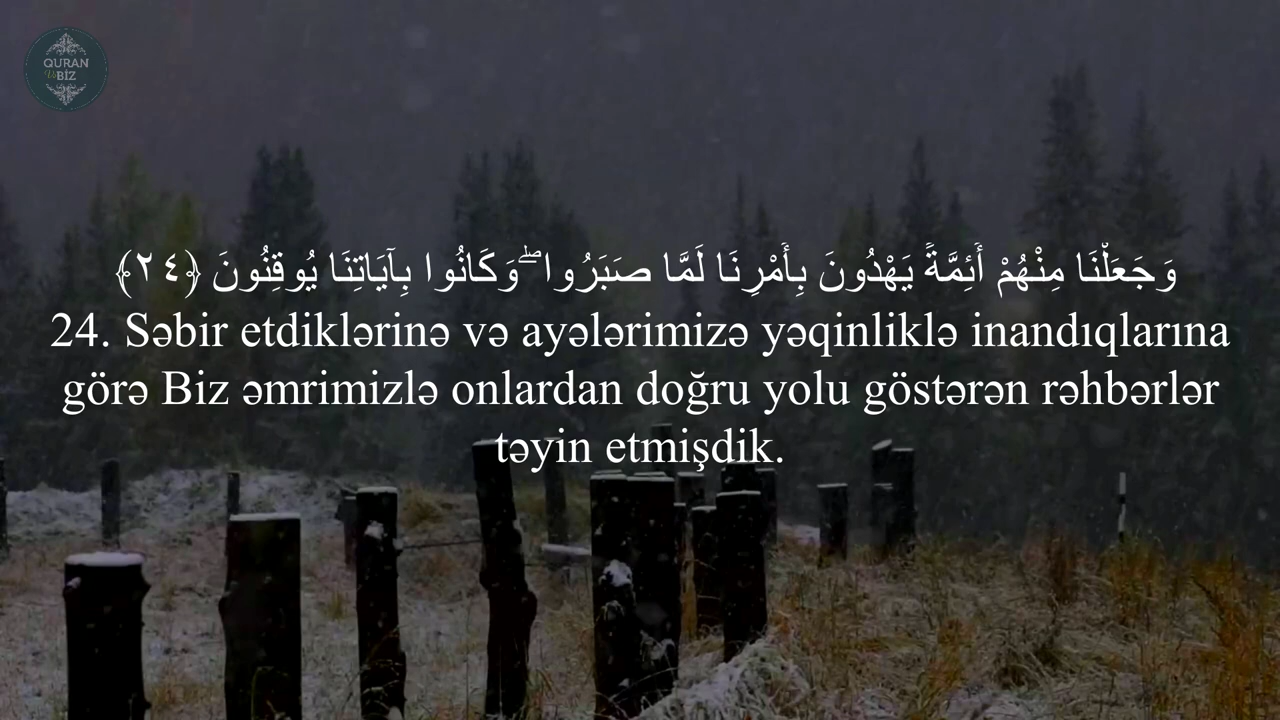 QURAN
Və
BİZ
وَجَعَلْنَا مِنْهُمْ أَئِمَّةً يَهْدُونَ بِأَمْرِنَا لَمَّا صَبَرُوا ۖ وَكَانُوا بِآيَاتِنَا يُوقِنُونَ ﴿٢٤﴾
24. Səbir etdiklərinə və ayələrimizə yəqinliklə inandıqlarına
görə Biz əmrimizlə onlardan doğru yolu göstərən rəhbərlər
təyin etmişdik.